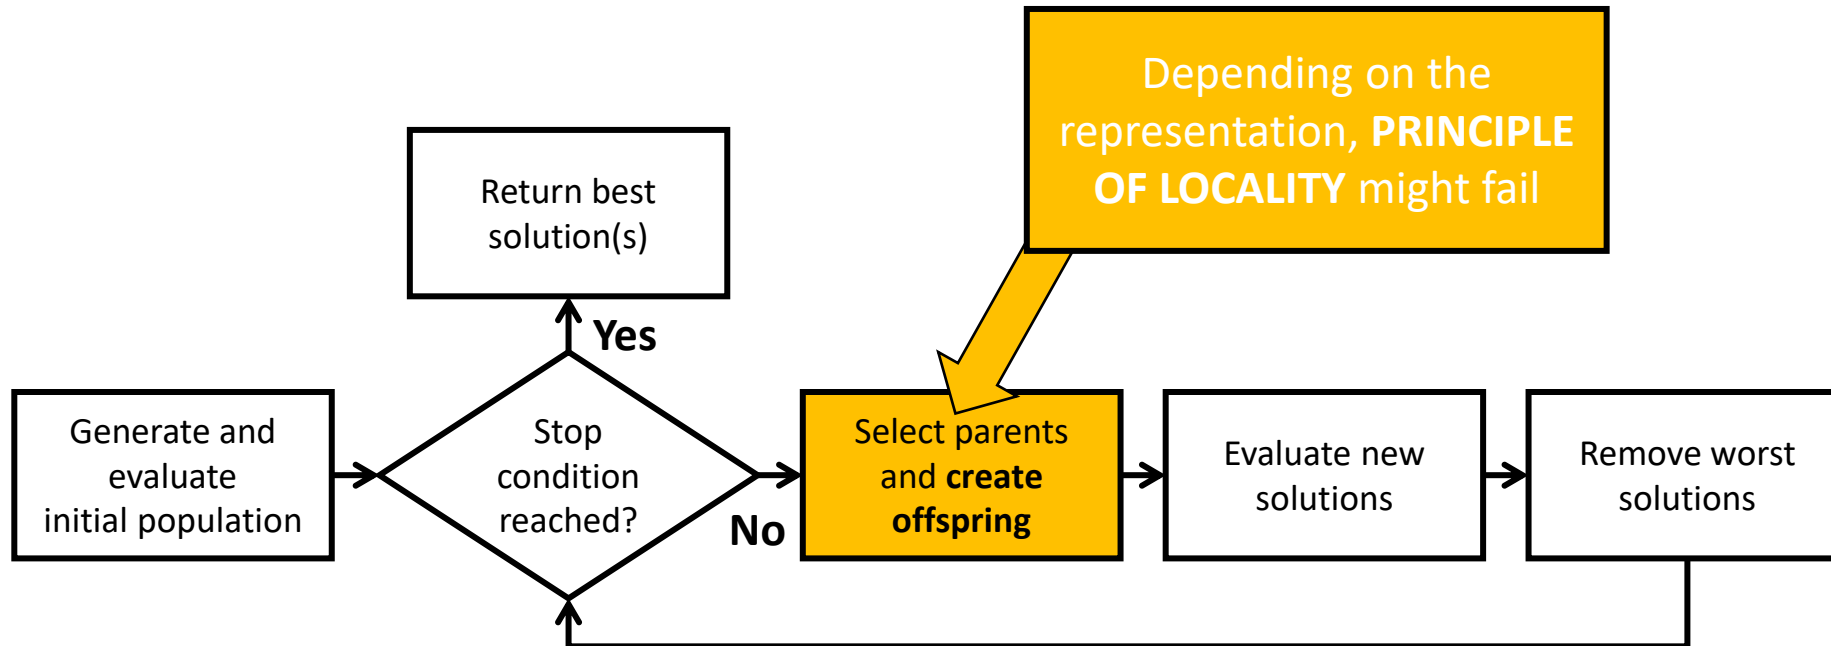 Depending on the
representation, PRINCIPLE
OF LOCALITY might fail
Return best
solution(s)
Yes
Generate and
evaluate
initial population
Stop
condition
reached?
No
Select parents
and create
offspring
Evaluate new
solutions
Remove worst
solutions